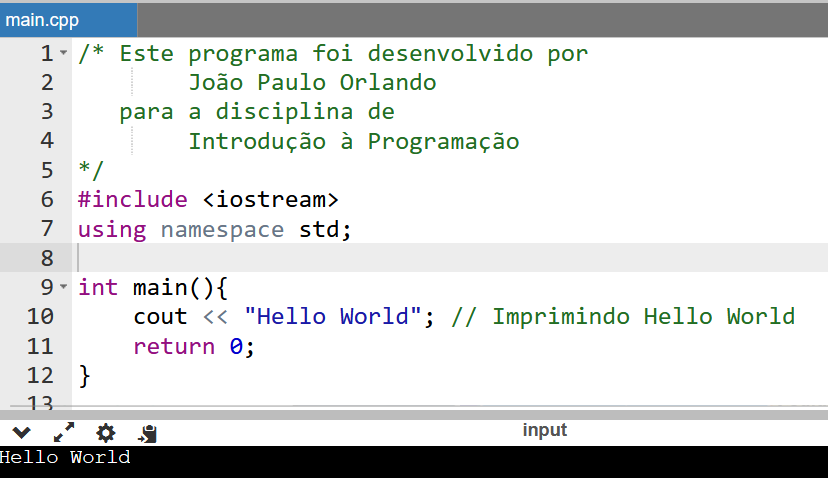 main.cpp
1 /* Este programa foi desenvolvido por
2 João Paulo Orlando
3 para a disciplina de
4 Introdução à Programação
5 */
6 #include <iostream>
7 using namespace std;
8
9 int main(){
10 cout << "Hello World"; // Imprimindo Hello World
11 return 0;
12 }
13
input
Hello World